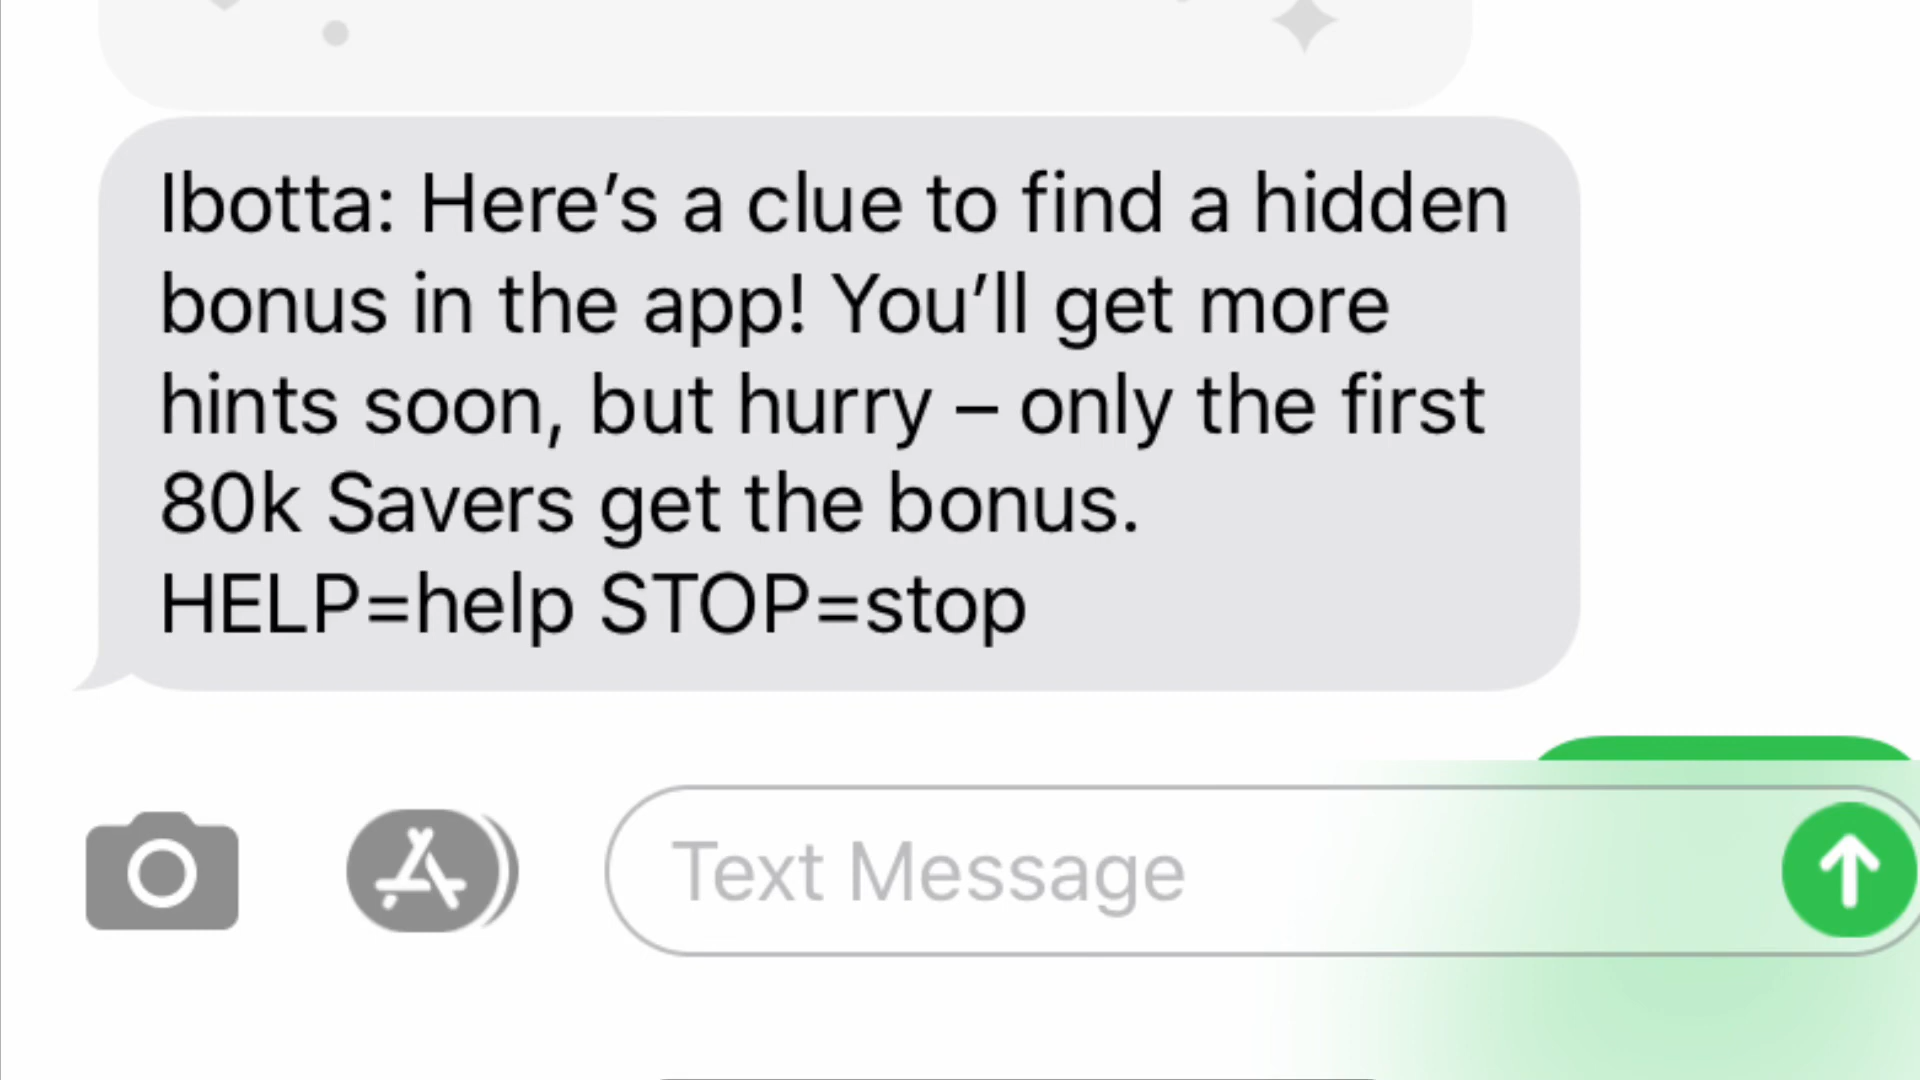 Ibotta: Here’s a clue to find a hidden
bonus in the app! You’ll get more
hints soon, but hurry – only the first
80k Savers get the bonus.
HELP=help STOP=stop
Text Message